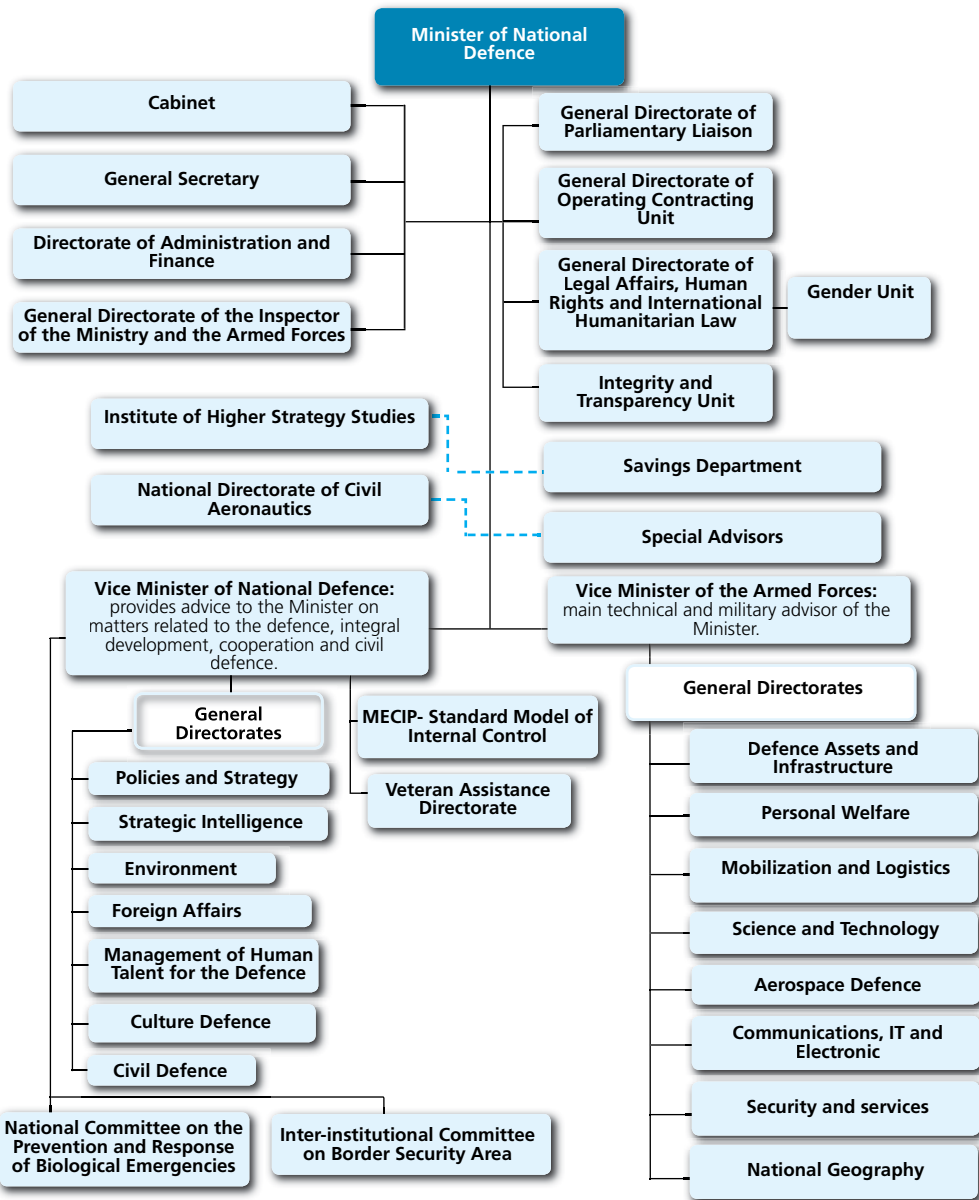 Minister of National
Defence
Cabinet
General Secretary
Directorate of Administration and
Finance
General Directorate of the Inspector
of the Ministry and the Armed Forces
General Directorate of
Parliamentary Liaison
General Directorate of
Operating Contracting
Unit
General Directorate of
Legal Affairs, Human
Rights and International
Humanitarian Law
Gender Unit
Integrity and
Transparency Unit
Institute of Higher Strategy Studies
National Directorate of Civil
Aeronautics
Savings Department
Special Advisors
Vice Minister of National Defence:
provides advice to the Minister on
matters related to the defence, integral
development, cooperation and civil
defence.
General
Directorates
Policies and Strategy
Strategic Intelligence
Environment
Foreign Affairs
Management of Human
Talent for the Defence
Culture Defence
Civil Defence
MECIP- Standard Model of
Internal Control
Veteran Assistance
Directorate
National Committee on the
Prevention and Response
of Biological Emergencies
Inter-institutional Committee
on Border Security Area
Vice Minister of the Armed Forces:
main technical and military advisor of the
Minister.
General Directorates
Defence Assets and
Infrastructure
Personal Welfare
Mobilization and Logistics
Science and Technology
Aerospace Defence
Communications, IT and
Electronic
Security and services
National Geography